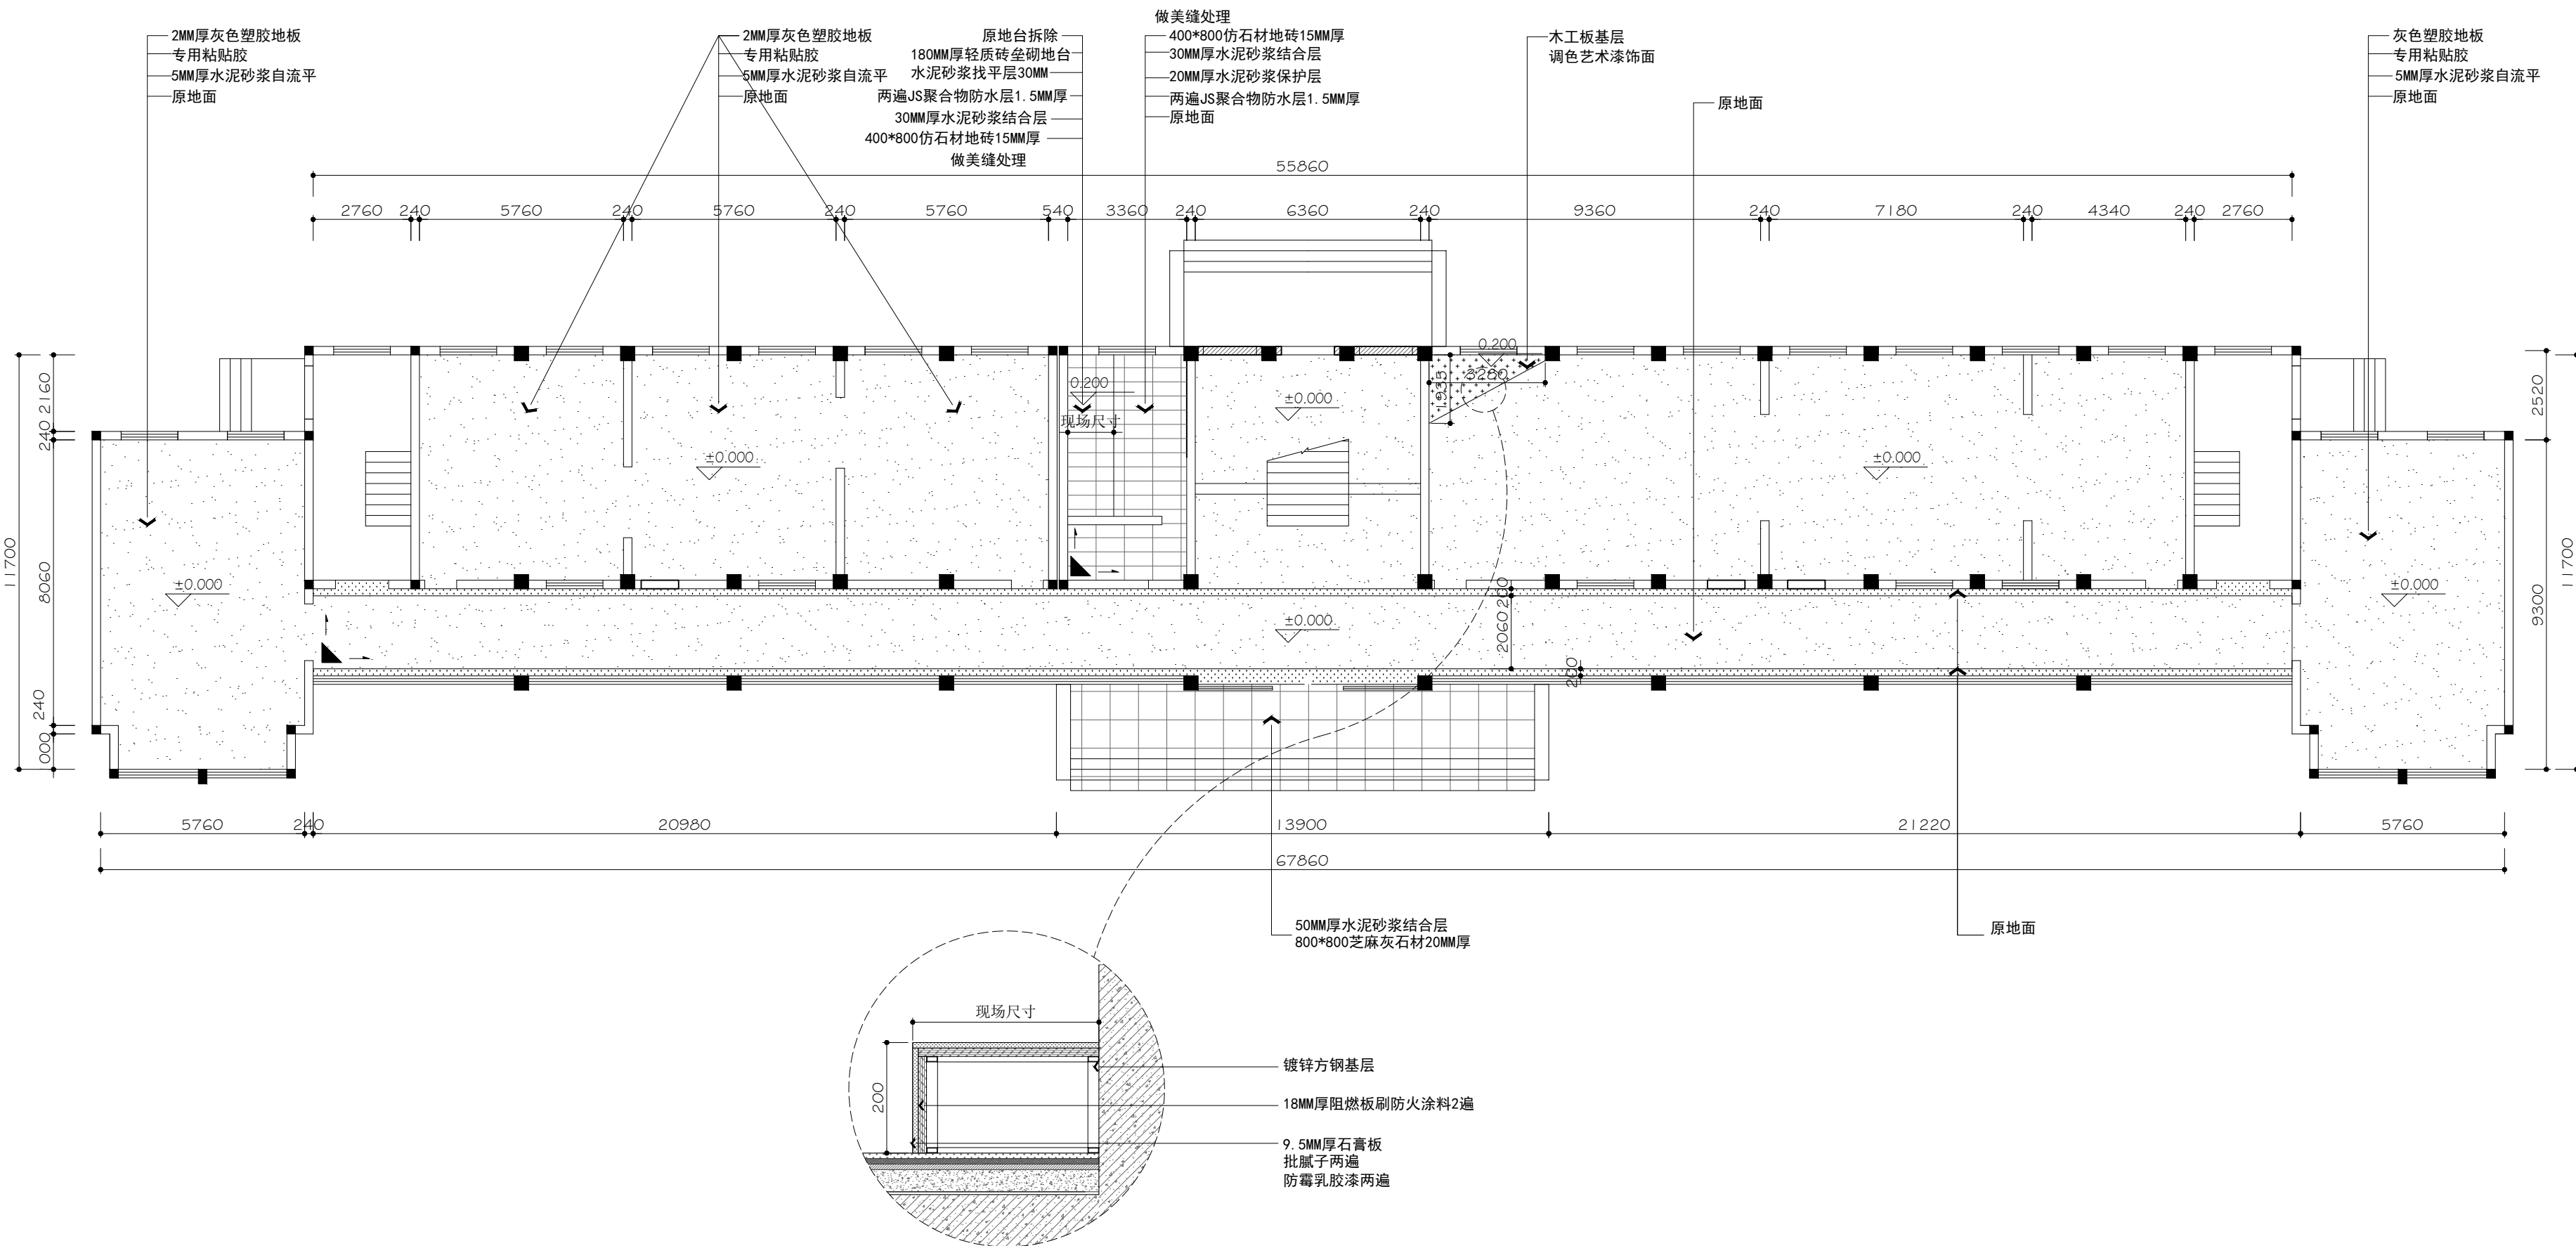 做美缝处理
2MM厚灰色塑胶地板
专用粘贴胶
5MM厚水泥砂浆自流平
原地面
2MM厚灰色塑胶地板
专用粘贴胶
5MM厚水泥砂浆自流平
原地面
原地台拆除
180MM厚轻质砖垒砌地台
水泥砂浆找平层30MM
两遍JS聚合物防水层1.5MM厚
30MM厚水泥砂浆结合层
400*800仿石材地砖15MM厚
做美缝处理
400*800仿石材地砖15MM厚
30MM厚水泥砂浆结合层
20MM厚水泥砂浆保护层
两遍JS聚合物防水层1.5MM厚
原地面
木工板基层
调色艺术漆饰面
原地面
灰色塑胶地板
专用粘贴胶
5MM厚水泥砂浆自流平
原地面
55860
2760 240 5760 240 5760 240 5760 540 3360 240 6360 240 9360 240 7180 240 4340 240 2760
0.200
0.200
3280
1935
±0.000
现场尺寸
±0.000
±0.000
±0.000
±0.000
±0.000
11700
2160
240
8060
240
000
2060
200
200
2520
9300
11700
5760 240 20980 13900 21220 5760
67860
50MM厚水泥砂浆结合层
800*800芝麻灰石材20MM厚
原地面
现场尺寸
200
镀锌方钢基层
18MM厚阻燃板刷防火涂料2遍
9.5MM厚石膏板
批腻子两遍
防霉乳胶漆两遍